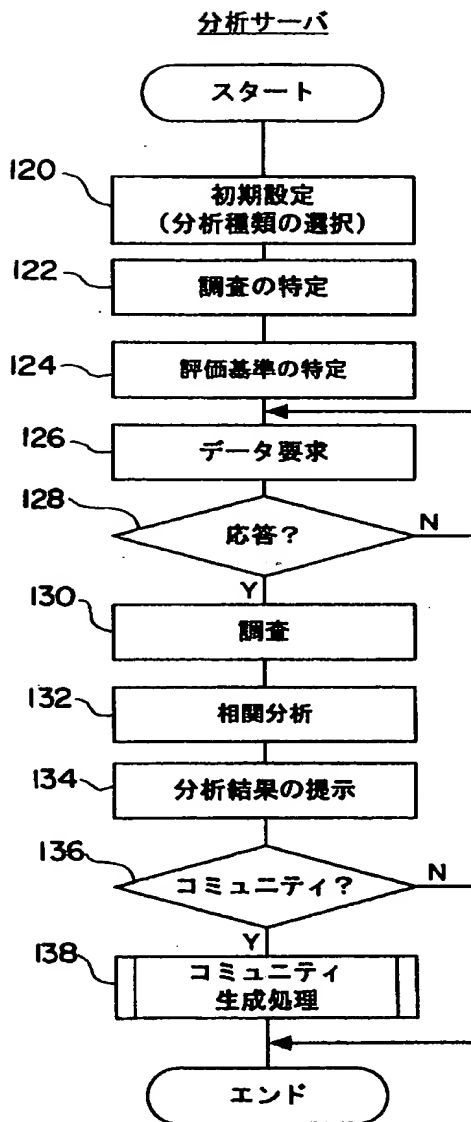 分析サーバ
スタート
120
初期設定
(分析種類の選択)
122
調査の特定
124
評価基準の特定
126
データ要求
128
応答?
N
Y
130
調査
132
相関分析
134
分析結果の提示
136
コミュニティ?
N
Y
138
コミュニティ
生成処理
エンド